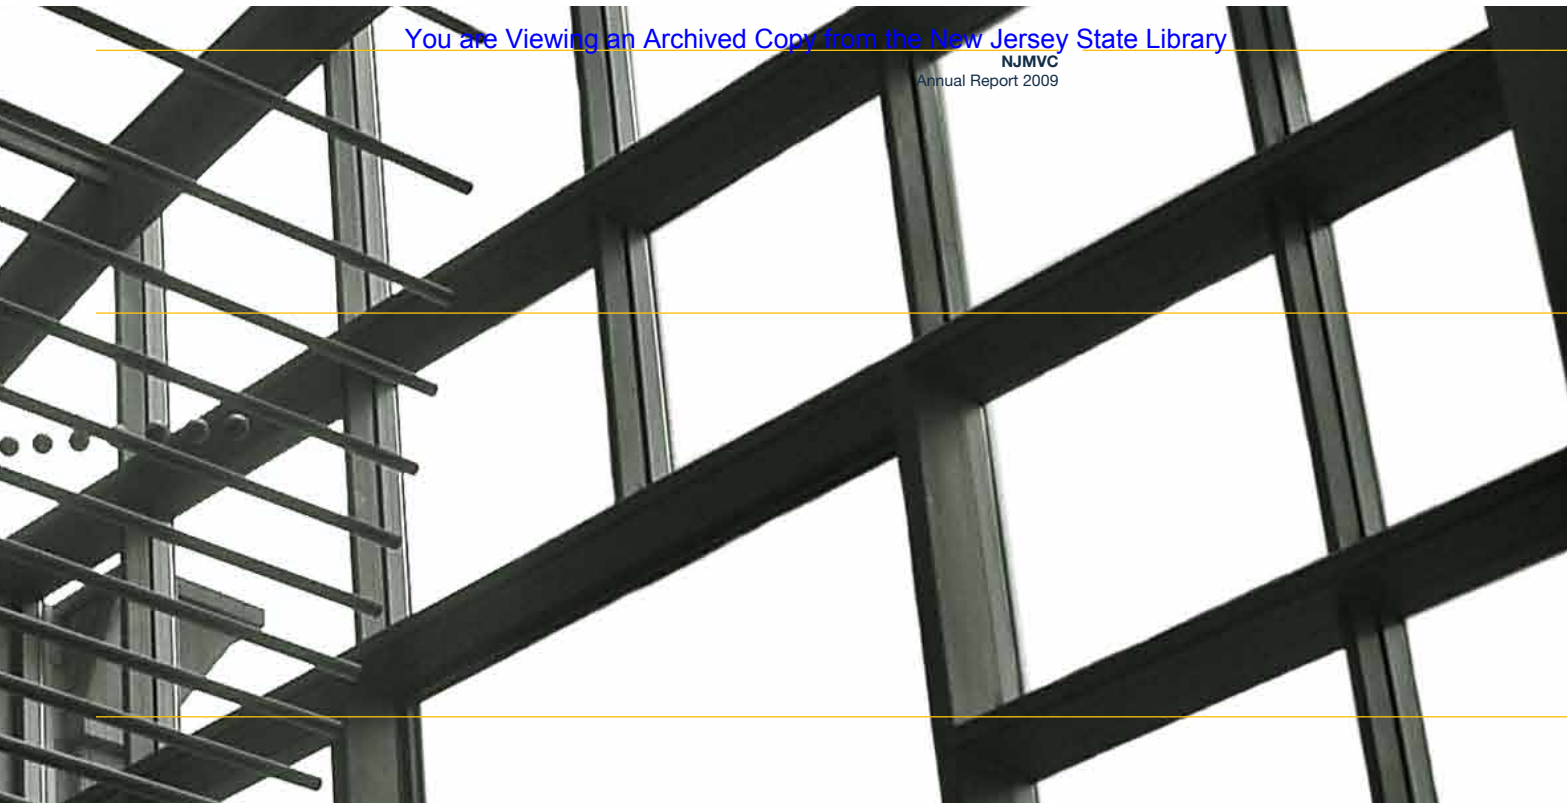 You are Viewing an Archived Copy from the New Jersey State Library
NJMVC
Annual Report 2009